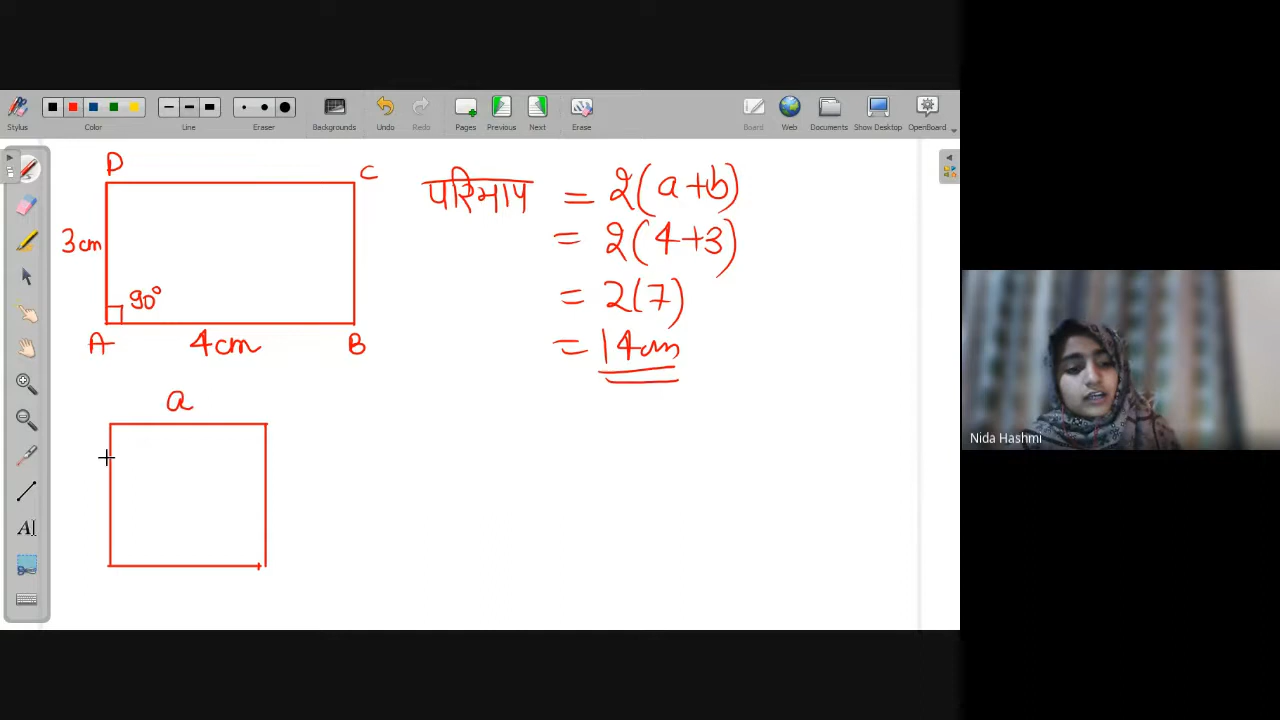 Stylus Color Line Eraser Backgrounds Undo Redo Pages Previous Next Erase Board Web Documents Show Desktop OpenBoard
D C
3cm 90°
A 4cm B
परिमाप = 2(a+b)
= 2(4+3)
= 2(7)
= 14cm
a
Nida Hashmi